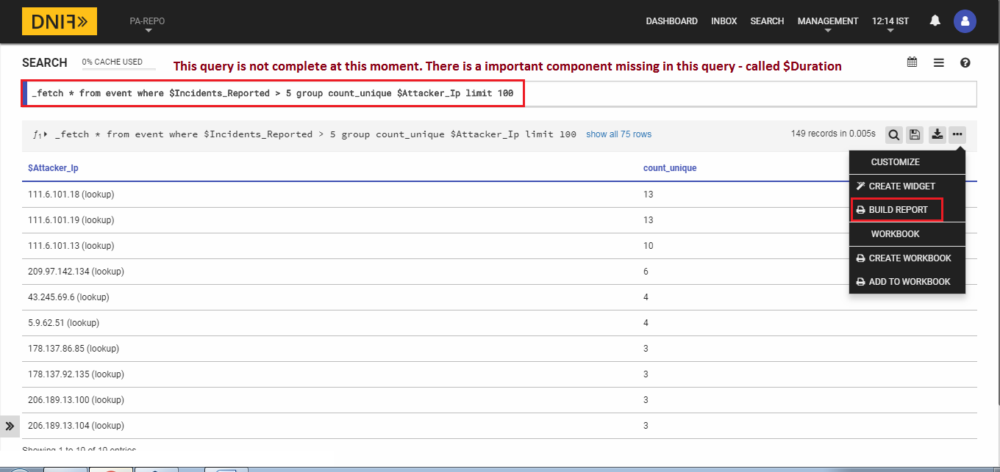 DNIF»
PA-REPO
DASHBOARD INBOX SEARCH MANAGEMENT 12:14 IST
SEARCH 0% CACHE USED This query is not complete at this moment. There is a important component missing in this query - called $Duration
_fetch * from event where $Incidents_Reported > 5 group count_unique $Attacker_Ip limit 100
ƒ1 _fetch * from event where $Incidents_Reported > 5 group count_unique $Attacker_Ip limit 100 show all 75 rows 149 records in 0.005s
CUSTOMIZE
CREATE WIDGET
BUILD REPORT
WORKBOOK
CREATE WORKBOOK
ADD TO WORKBOOK
$Attacker_Ip count_unique
111.6.101.18 (lookup) 13
111.6.101.19 (lookup) 13
111.6.101.13 (lookup) 10
209.97.142.134 (lookup) 6
43.245.69.6 (lookup) 4
5.9.62.51 (lookup) 4
178.137.86.85 (lookup) 3
178.137.92.135 (lookup) 3
206.189.13.100 (lookup) 3
206.189.13.104 (lookup) 3
Showing 1 to 10 of 10 entries